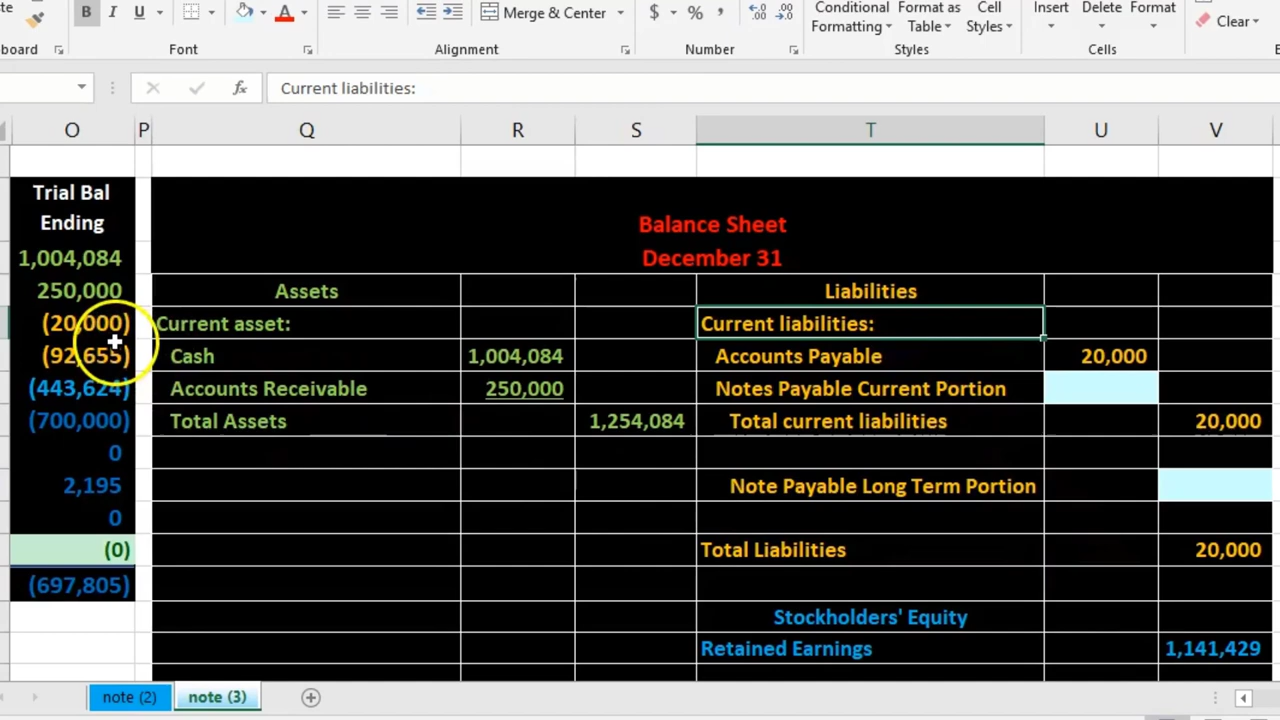 B I U $ % fx
Merge & Center
Conditional Formatting
Format as Table
Cell Styles
Insert Delete Format
Clear
board Font Alignment Number Styles Cells
Current liabilities:
O P Q R S T U V
Trial Bal
Ending
Balance Sheet
1,004,084 December 31
250,000 Assets Liabilities
(20,000) Current asset: Current liabilities:
(92,655) Cash 1,004,084 Accounts Payable 20,000
(443,624) Accounts Receivable 250,000 Notes Payable Current Portion
(700,000) Total Assets 1,254,084 Total current liabilities 20,000
0
2,195 Note Payable Long Term Portion
0
(0) Total Liabilities 20,000
(697,805)
Stockholders' Equity
Retained Earnings 1,141,429
note (2) note (3)